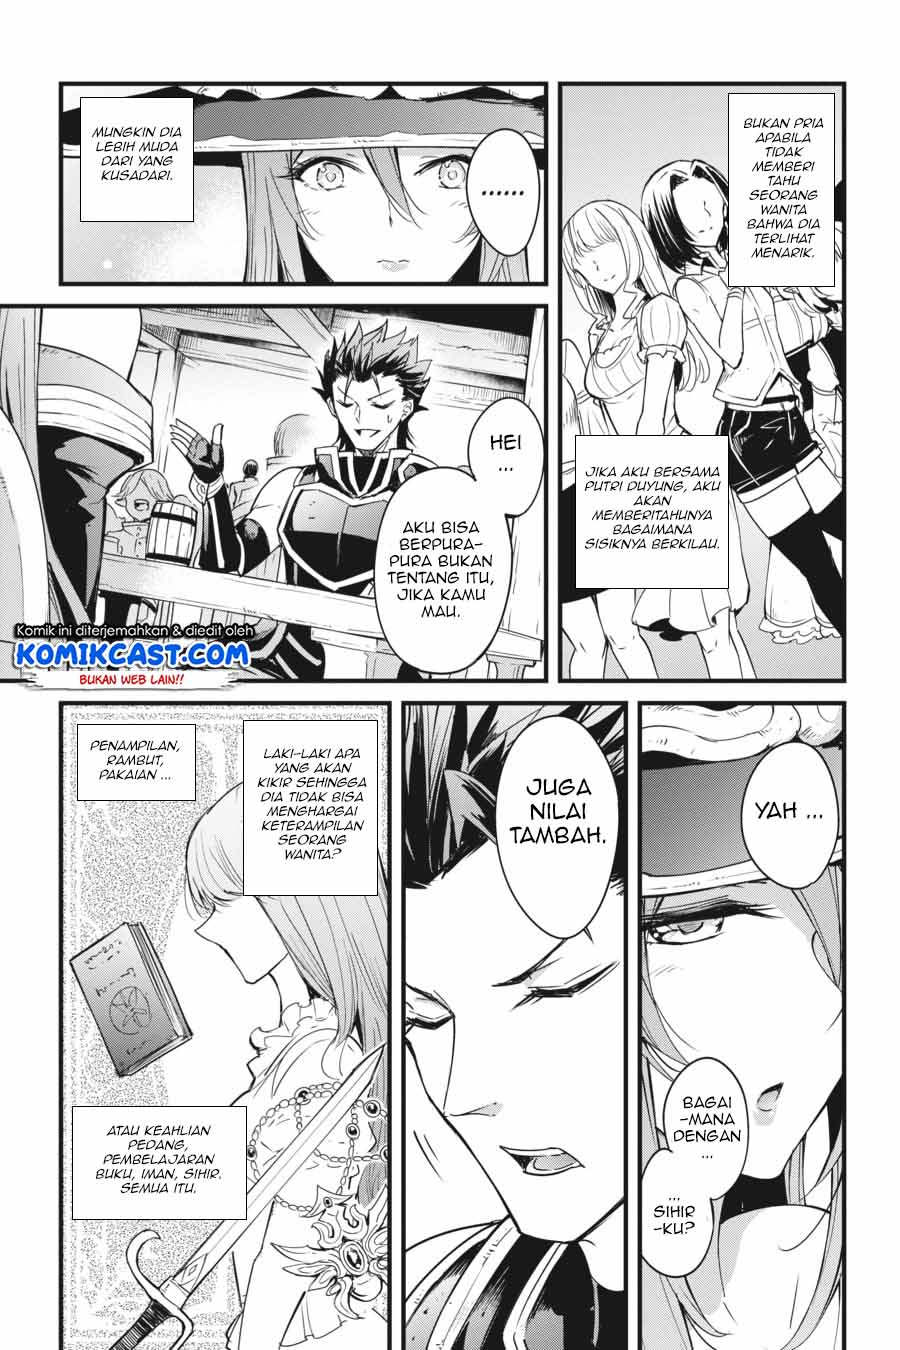 BUKAN PRIA
APABILA
TIDAK
MEMBERI
TAHU
SEORANG
WANITA
BAHWA DIA
TERLIHAT
MENARIK.
JIKA AKU BERSAMA
PUTRI DUYUNG, AKU
AKAN
MEMBERITAHUNYA
BAGAIMANA
SISIKNYA BERKILAU.
......
MUNGKIN DIA
LEBIH MUDA
DARI YANG
KUSADARI.
HEI
...
AKU BISA
BERPURA-
PURA BUKAN
TENTANG ITU,
JIKA KAMU
MAU.
Komik ini diterjemahkan & diedit oleh
KOMIKCAST.COM
BUKAN WEB LAIN!!
YAH ...
BAGAI
-MANA
DENGAN
...
...
SIHIR
-KU?
JUGA
NILAI
TAMBAH.
LAKI-LAKI APA
YANG AKAN
KIKIR SEHINGGA
DIA TIDAK BISA
MENGHARGAI
KETERAMPILAN
SEORANG
WANITA?
PENAMPILAN,
RAMBUT,
PAKAIAN ...
ATAU KEAHLIAN
PEDANG,
PEMBELAJARAN
BUKU, IMAN, SIHIR.
SEMUA ITU.